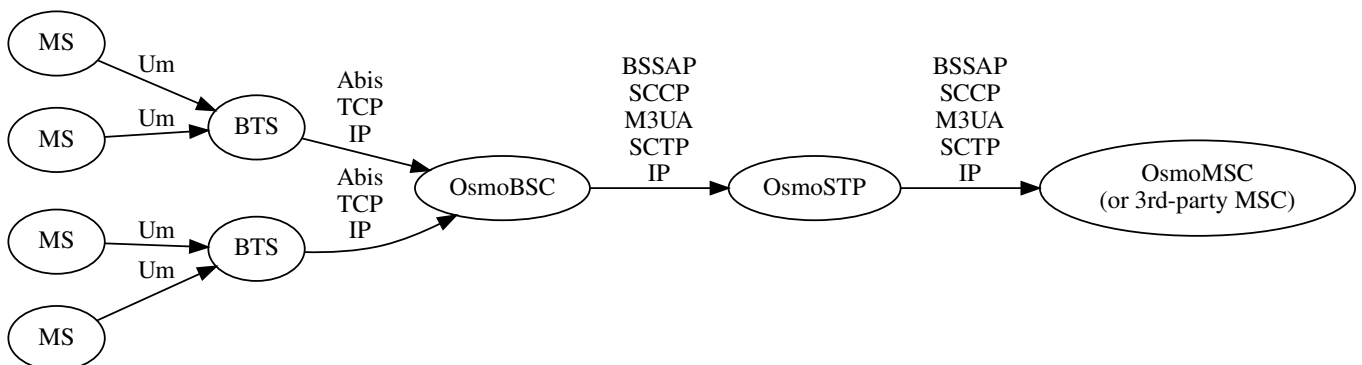 MS
Um
MS
Um
BTS
Abis
TCP
IP
MS
Um
MS
Um
BTS
Abis
TCP
IP
OsmoBSC
BSSAP
SCCP
M3UA
SCTP
IP
OsmoSTP
BSSAP
SCCP
M3UA
SCTP
IP
OsmoMSC
(or 3rd-party MSC)